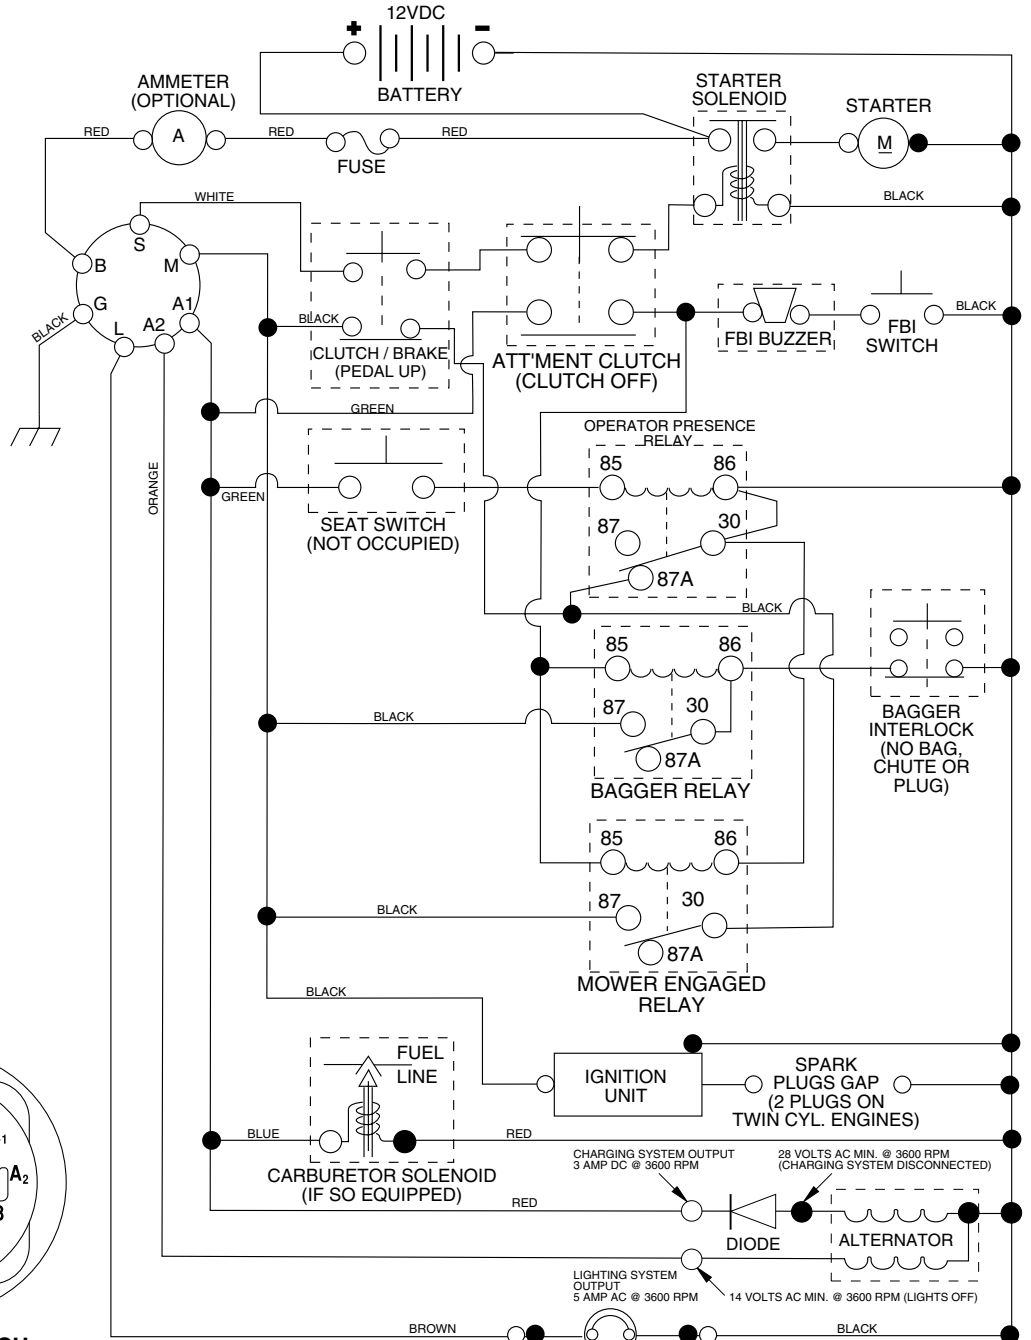 12VDC
+
-
BATTERY
AMMETER
(OPTIONAL)
STARTER
SOLENOID
STARTER
RED
A
RED
RED
FUSE
M
WHITE
BLACK
S
B
M
G
A1
L
A2
BLACK
BLACK
CLUTCH / BRAKE
(PEDAL UP)
ATT'MENT CLUTCH
(CLUTCH OFF)
FBI BUZZER
FBI
SWITCH
BLACK
GREEN
OPERATOR PRESENCE
RELAY
85
86
ORANGE
GREEN
SEAT SWITCH
(NOT OCCUPIED)
87
30
87A
BLACK
85
86
BLACK
87
30
87A
BAGGER RELAY
BAGGER
INTERLOCK
(NO BAG,
CHUTE OR
PLUG)
85
86
BLACK
87
30
87A
MOWER ENGAGED
RELAY
BLACK
FUEL
LINE
IGNITION
UNIT
SPARK
PLUGS GAP
(2 PLUGS ON
TWIN CYL. ENGINES)
BLUE
RED
CARBURETOR SOLENOID
(IF SO EQUIPPED)
CHARGING SYSTEM OUTPUT
3 AMP DC @ 3600 RPM
28 VOLTS AC MIN. @ 3600 RPM
(CHARGING SYSTEM DISCONNECTED)
A2
RED
DIODE
ALTERNATOR
LIGHTING SYSTEM
OUTPUT
5 AMP AC @ 3600 RPM
14 VOLTS AC MIN. @ 3600 RPM (LIGHTS OFF)
BROWN
BLACK